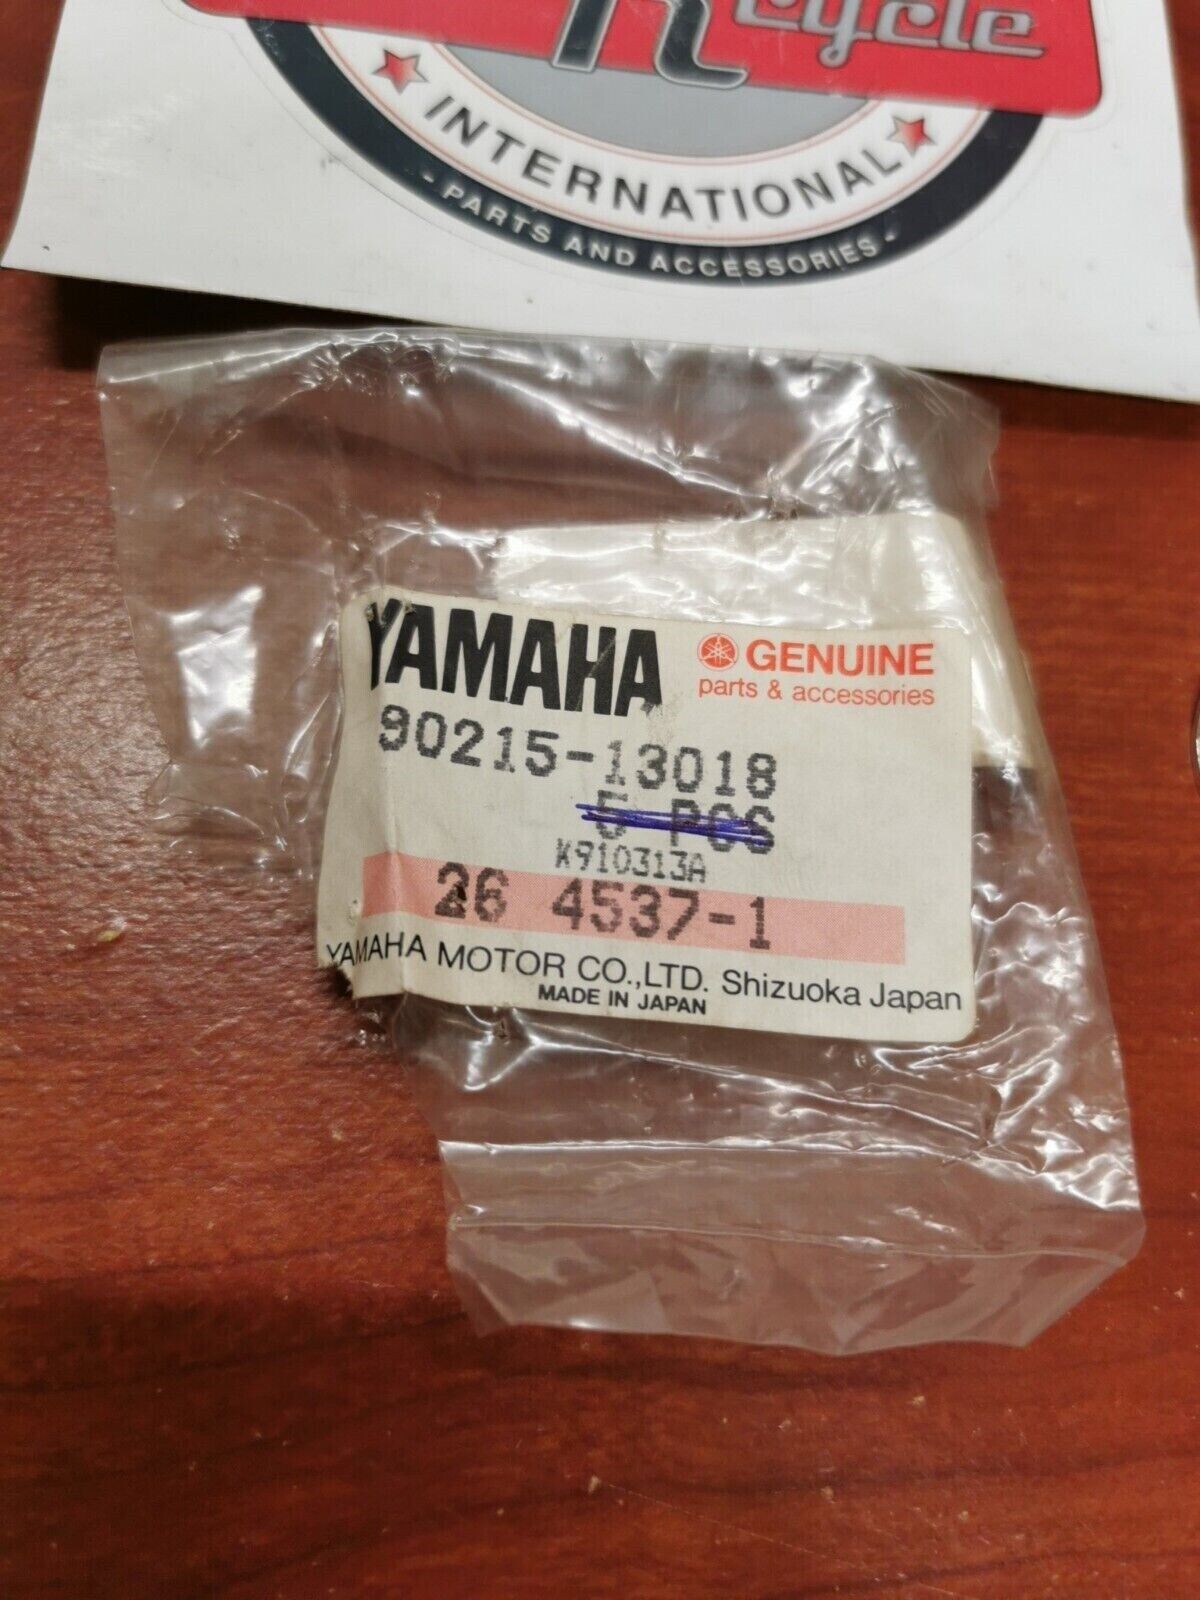 Cycle
INTERNATIONAL
- PARTS AND ACCESSORIES -
YAMAHA GENUINE
parts & accessories
90215-13018
5 PCS
K910313A
26 4537-1
YAMAHA MOTOR CO.,LTD. Shizuoka Japan
MADE IN JAPAN